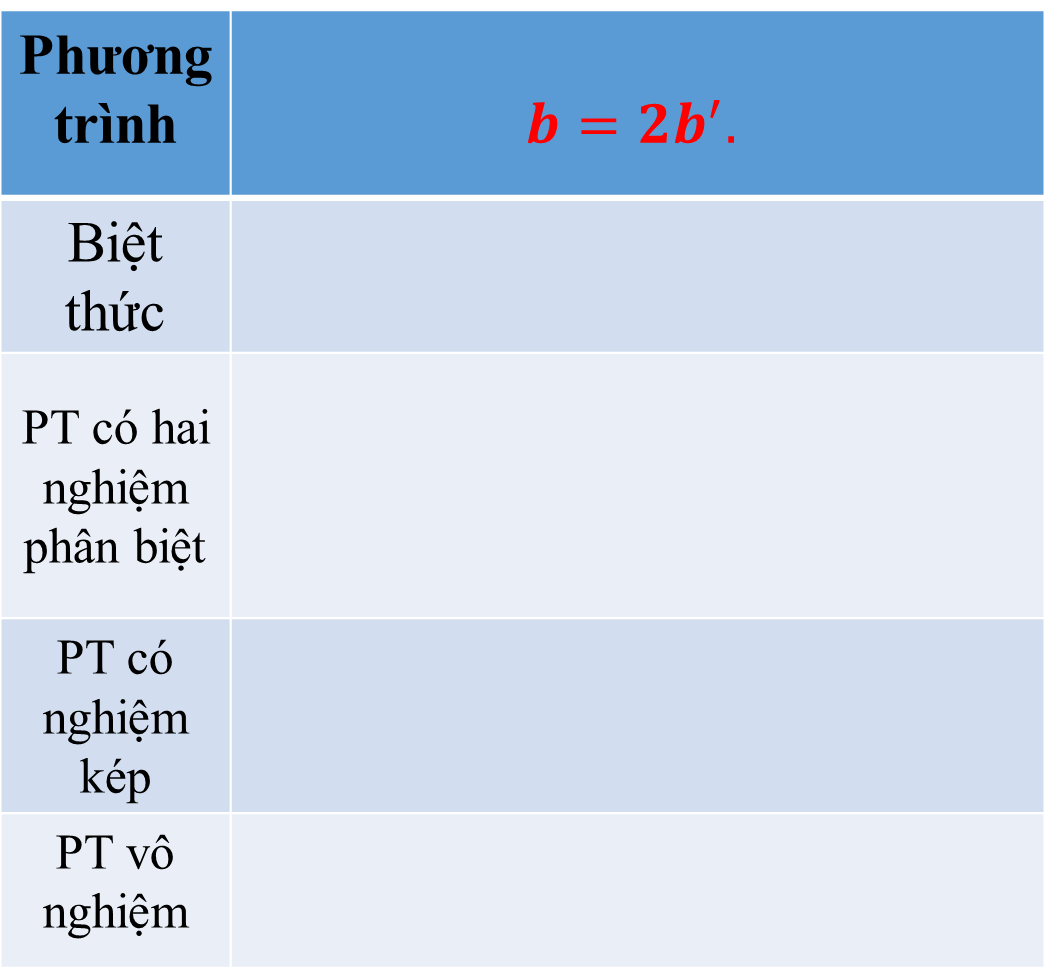 Phương
trình
b = 2b′.
Biệt
thức
PT có hai
nghiệm
phân biệt
PT có
nghiệm
kép
PT vô
nghiệm